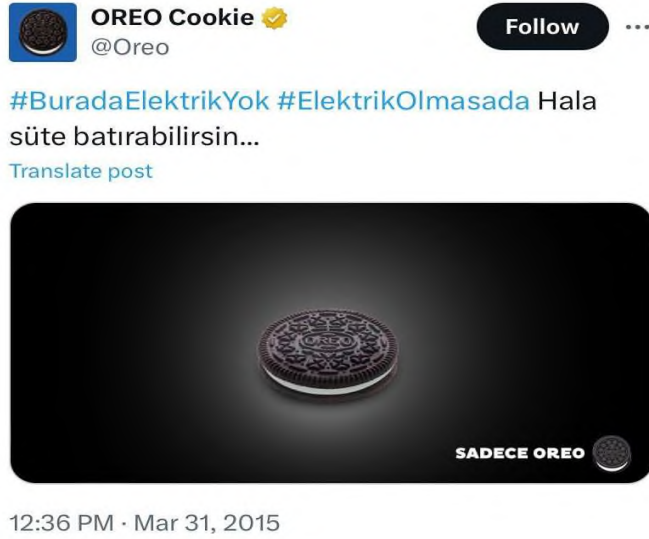 OREO Cookie
@Oreo
Follow
#BuradaElektrikYok #ElektrikOlmasada Hala
süte batırabilirsin...
Translate post
OREO
SADECE OREO
12:36 PM · Mar 31, 2015